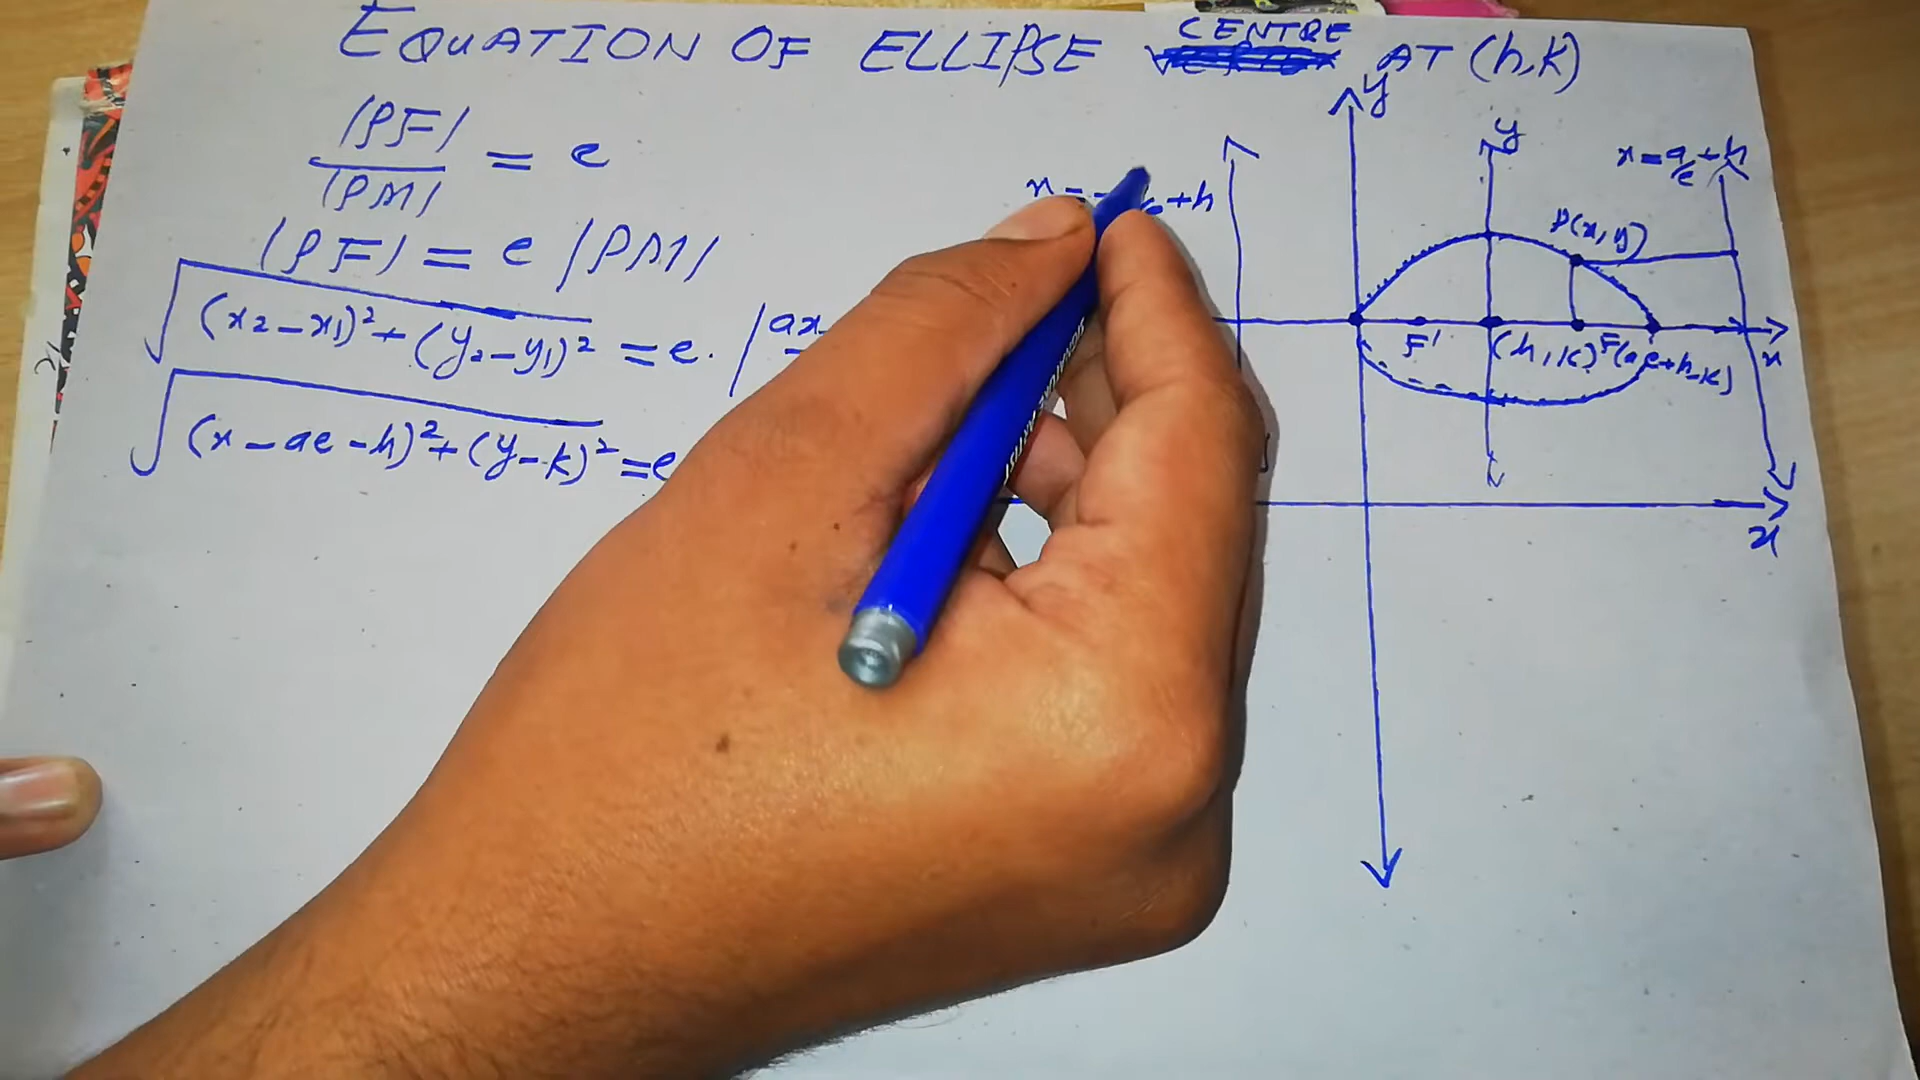 EQUATION OF ELLIPSE CENTRE AT (h,k)
|PF|
|PM| = e
|PF| = e |PM|
√(x2-x1)²+(y2-y1)² = e. |ax
√(x-ae-h)²+(y-k)² = e
y
y
x=a/e+h
+h
P(x,y)
F'
(h,k)
F(ae+h,k)
x
x